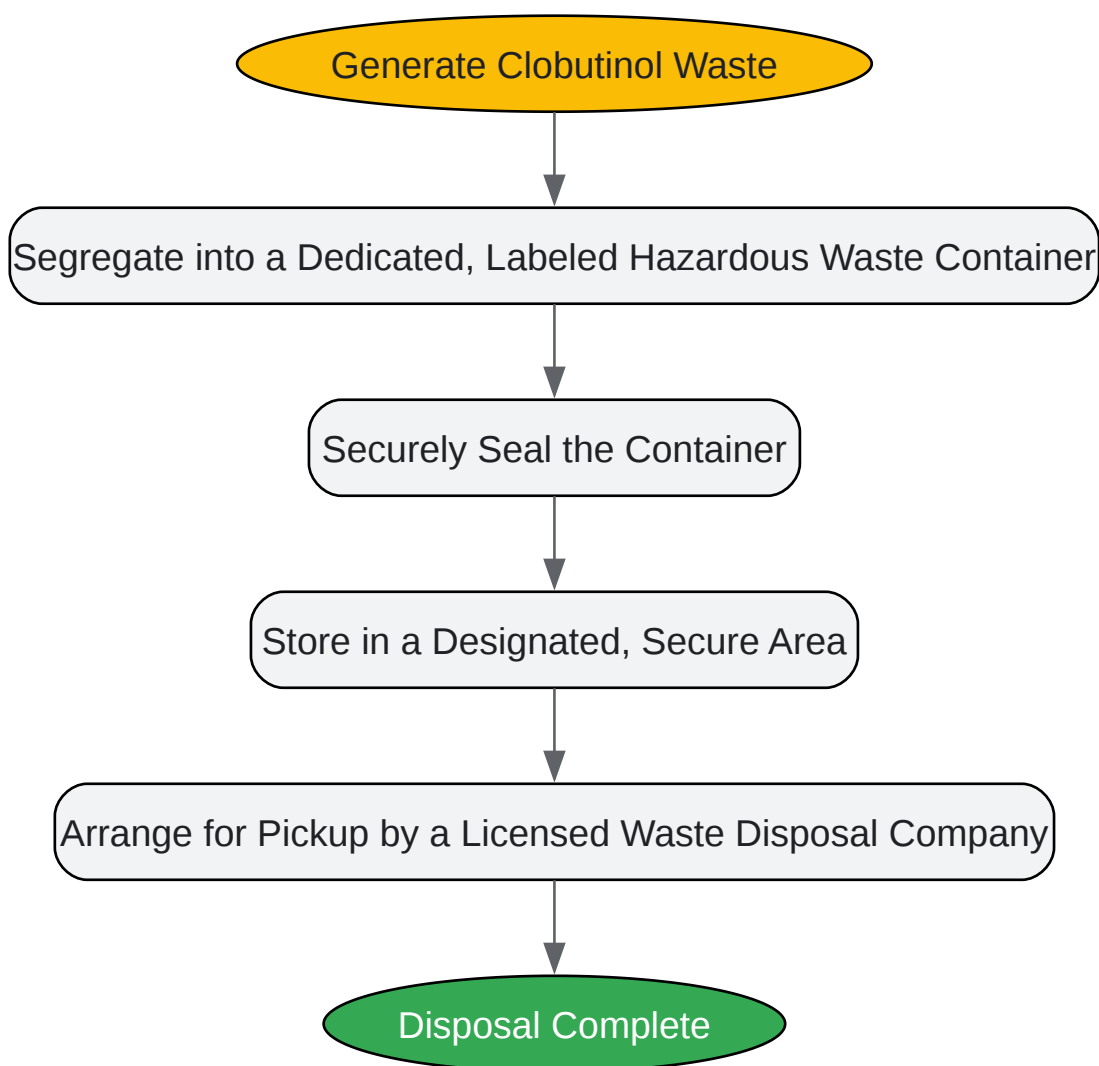 Generate Clobutinol Waste
Segregate into a Dedicated, Labeled Hazardous Waste Container
Securely Seal the Container
Store in a Designated, Secure Area
Arrange for Pickup by a Licensed Waste Disposal Company
Disposal Complete